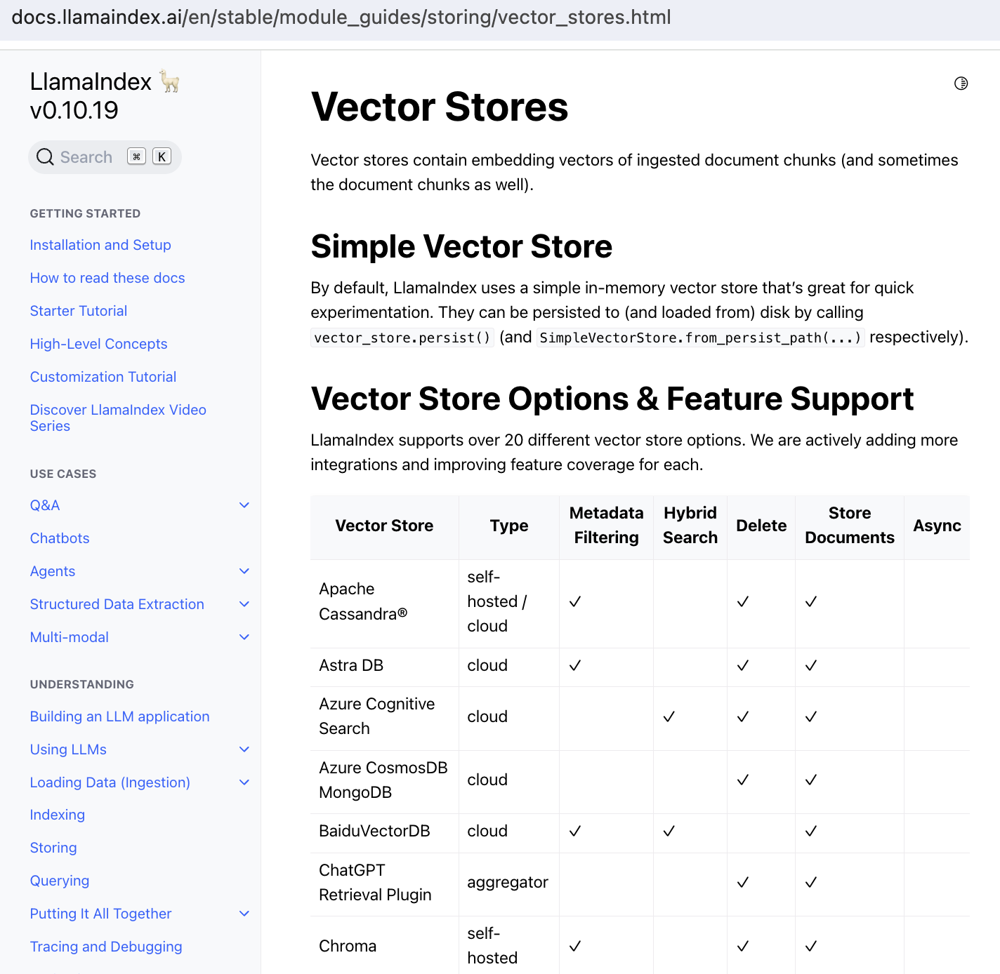 docs.llamaindex.ai/en/stable/module_guides/storing/vector_stores.html
LlamaIndex 🦙
v0.10.19
Search ⌘ K
GETTING STARTED
Installation and Setup
How to read these docs
Starter Tutorial
High-Level Concepts
Customization Tutorial
Discover LlamaIndex Video
Series
USE CASES
Q&A
Chatbots
Agents
Structured Data Extraction
Multi-modal
UNDERSTANDING
Building an LLM application
Using LLMs
Loading Data (Ingestion)
Indexing
Storing
Querying
Putting It All Together
Tracing and Debugging
Vector Stores
Vector stores contain embedding vectors of ingested document chunks (and sometimes
the document chunks as well).
Simple Vector Store
By default, LlamaIndex uses a simple in-memory vector store that’s great for quick
experimentation. They can be persisted to (and loaded from) disk by calling
vector_store.persist() (and SimpleVectorStore.from_persist_path(...) respectively).
Vector Store Options & Feature Support
LlamaIndex supports over 20 different vector store options. We are actively adding more
integrations and improving feature coverage for each.
Vector Store Type Metadata Filtering Hybrid Search Delete Store Documents Async
Apache Cassandra® self-hosted / cloud ✓ ✓ ✓
Astra DB cloud ✓ ✓ ✓
Azure Cognitive Search cloud ✓ ✓ ✓
Azure CosmosDB MongoDB cloud ✓ ✓
BaiduVectorDB cloud ✓ ✓ ✓
ChatGPT Retrieval Plugin aggregator ✓ ✓
Chroma self-hosted ✓ ✓ ✓